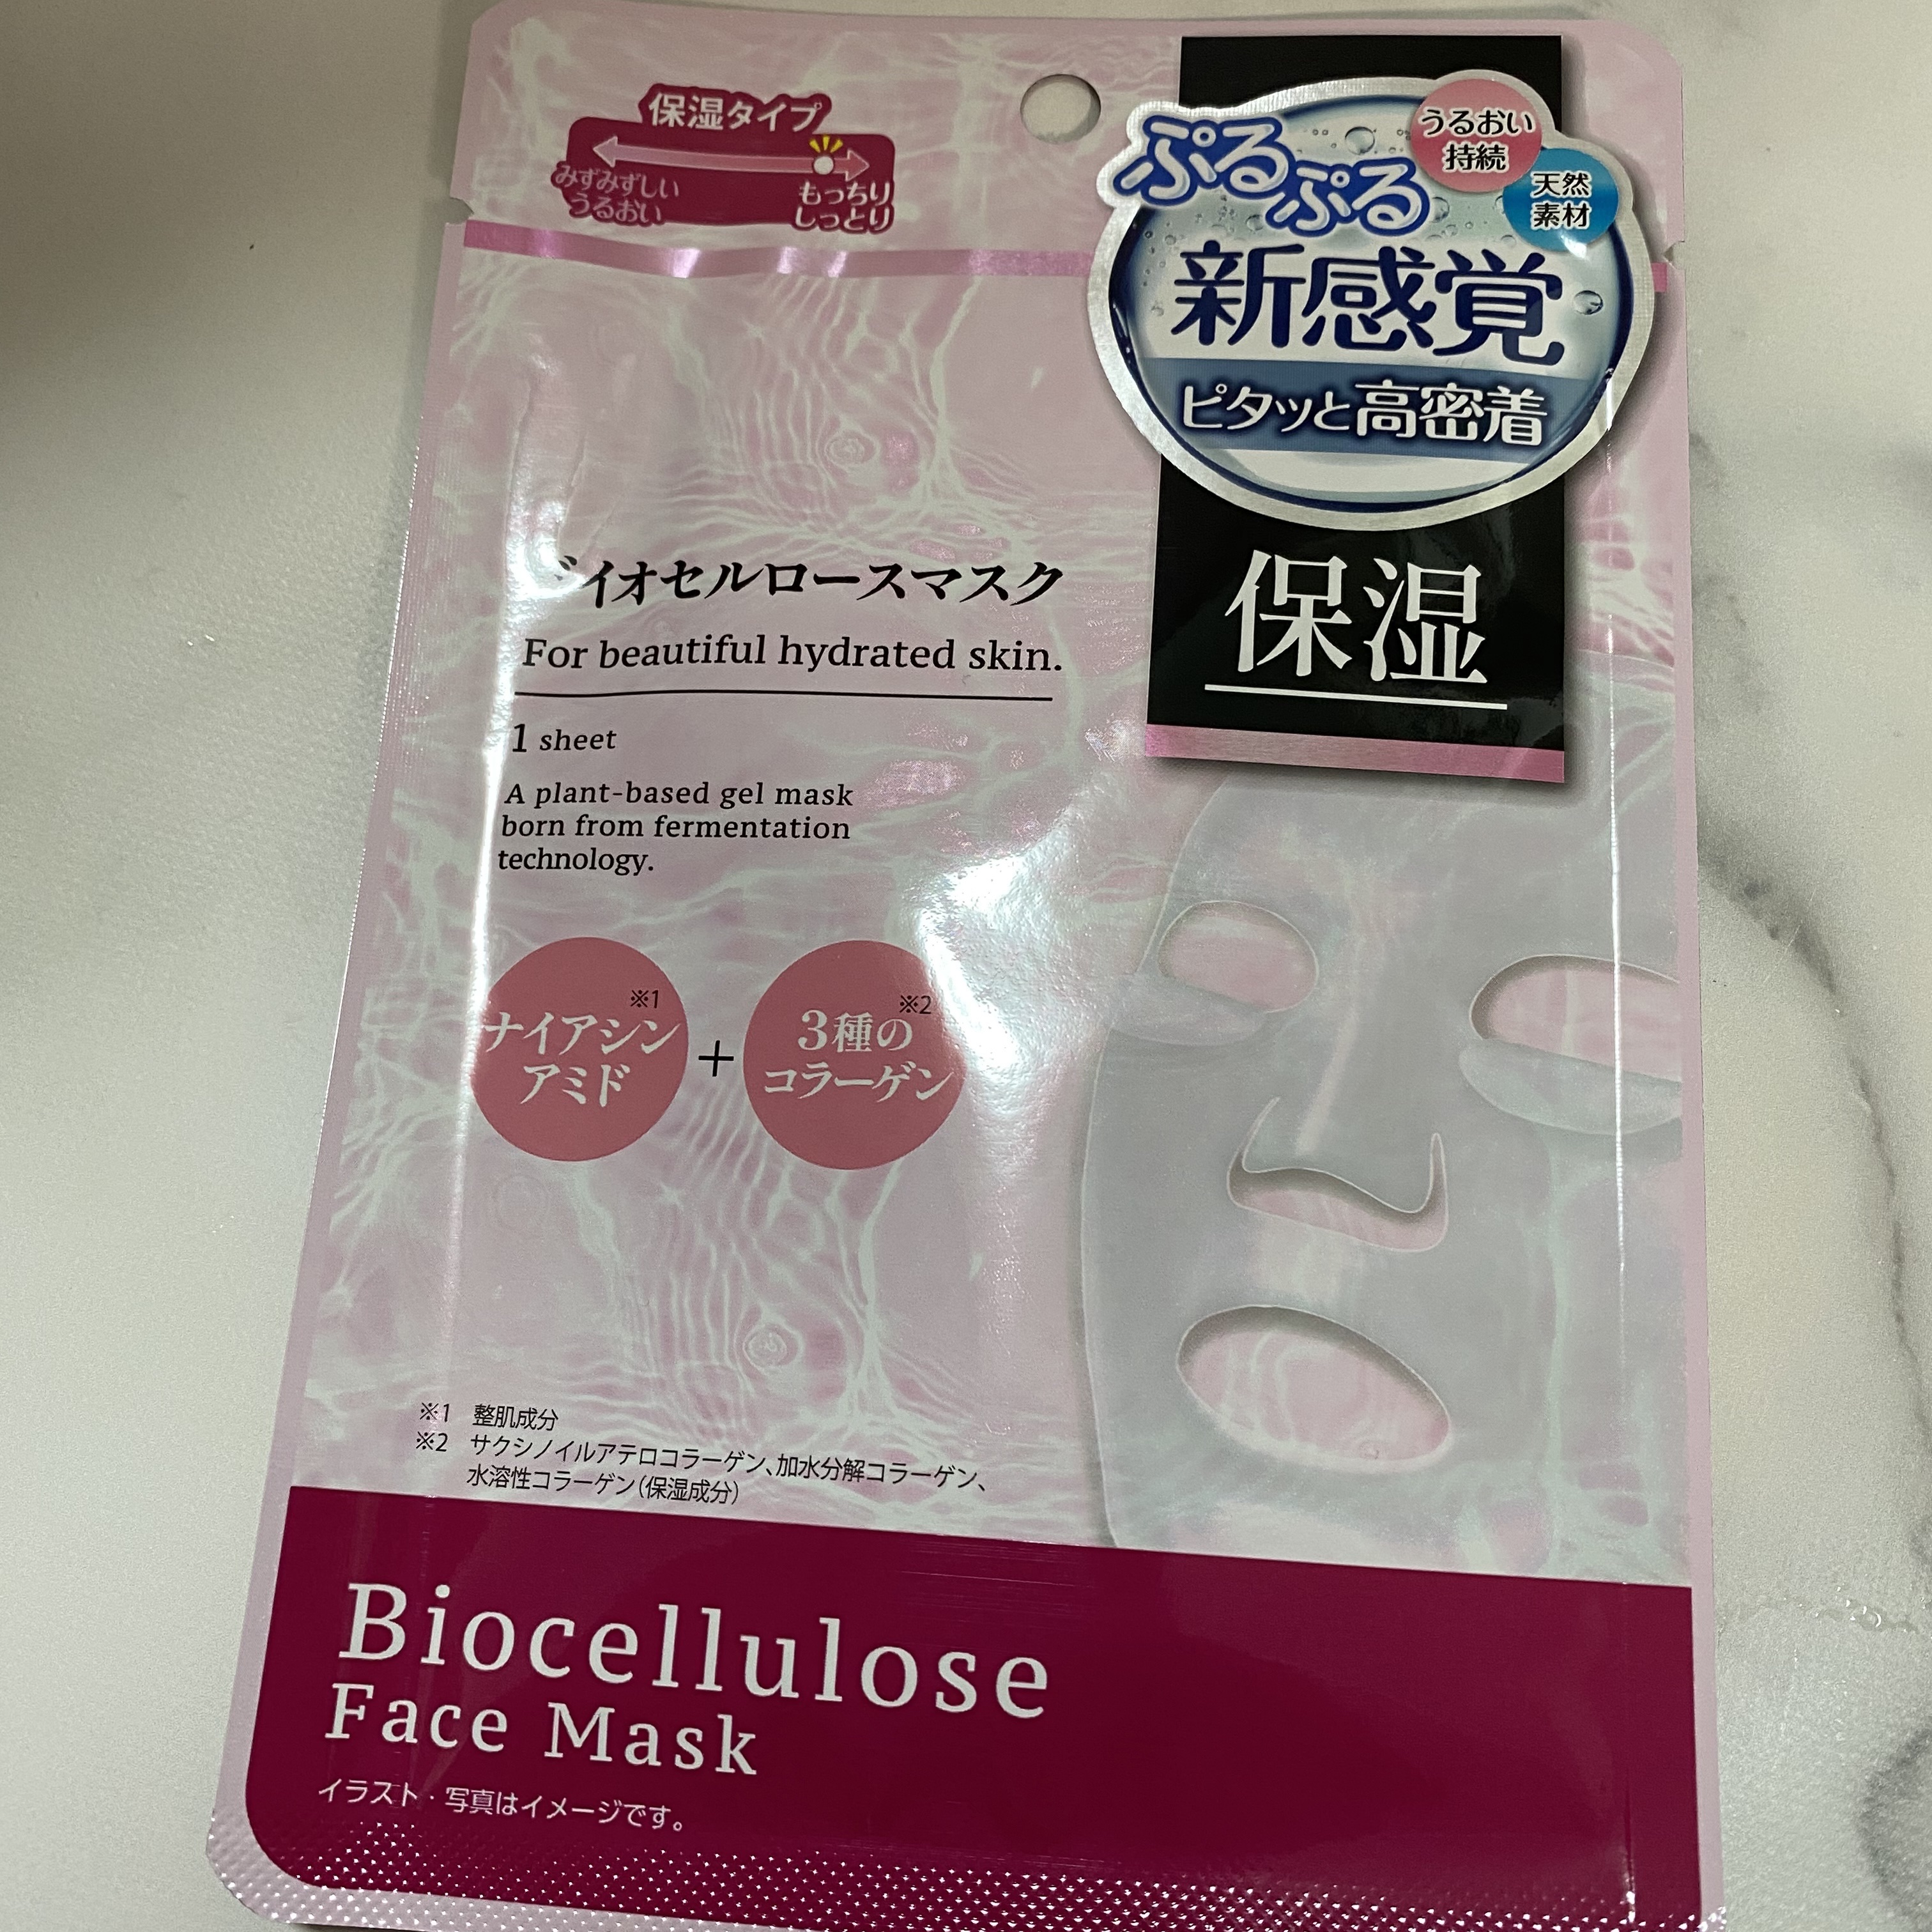 保湿タイプ
みずみずしい
うるおい
もっちり
しっとり
ぷるぷる
うるおい
持続
天然
素材
新感覚
ピタッと高密着
保湿
バイオセルロースマスク
For beautiful hydrated skin.
1 sheet
A plant-based gel mask
born from fermentation
technology.
※1
ナイアシン
アミド
+
※2
3種の
コラーゲン
※1 整肌成分
※2 サクシノイルアテロコラーゲン、加水分解コラーゲン、
水溶性コラーゲン(保湿成分)
Biocellulose
Face Mask
イラスト・写真はイメージです。